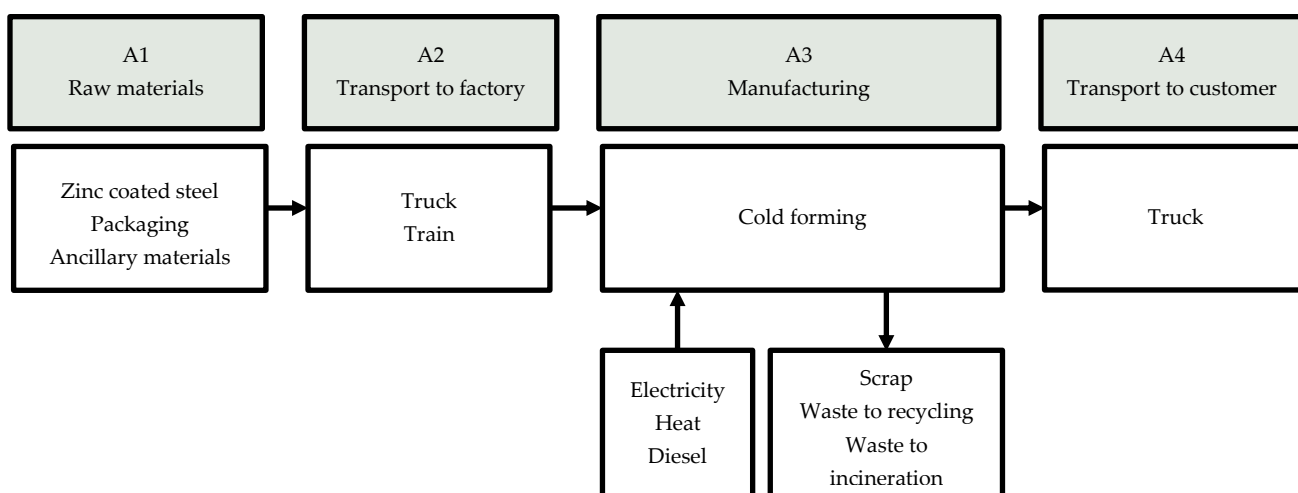 A1
Raw materials
A2
Transport to factory
A3
Manufacturing
A4
Transport to customer
Zinc coated steel
Packaging
Ancillary materials
Truck
Train
Cold forming
Truck
Electricity
Heat
Diesel
Scrap
Waste to recycling
Waste to
incineration